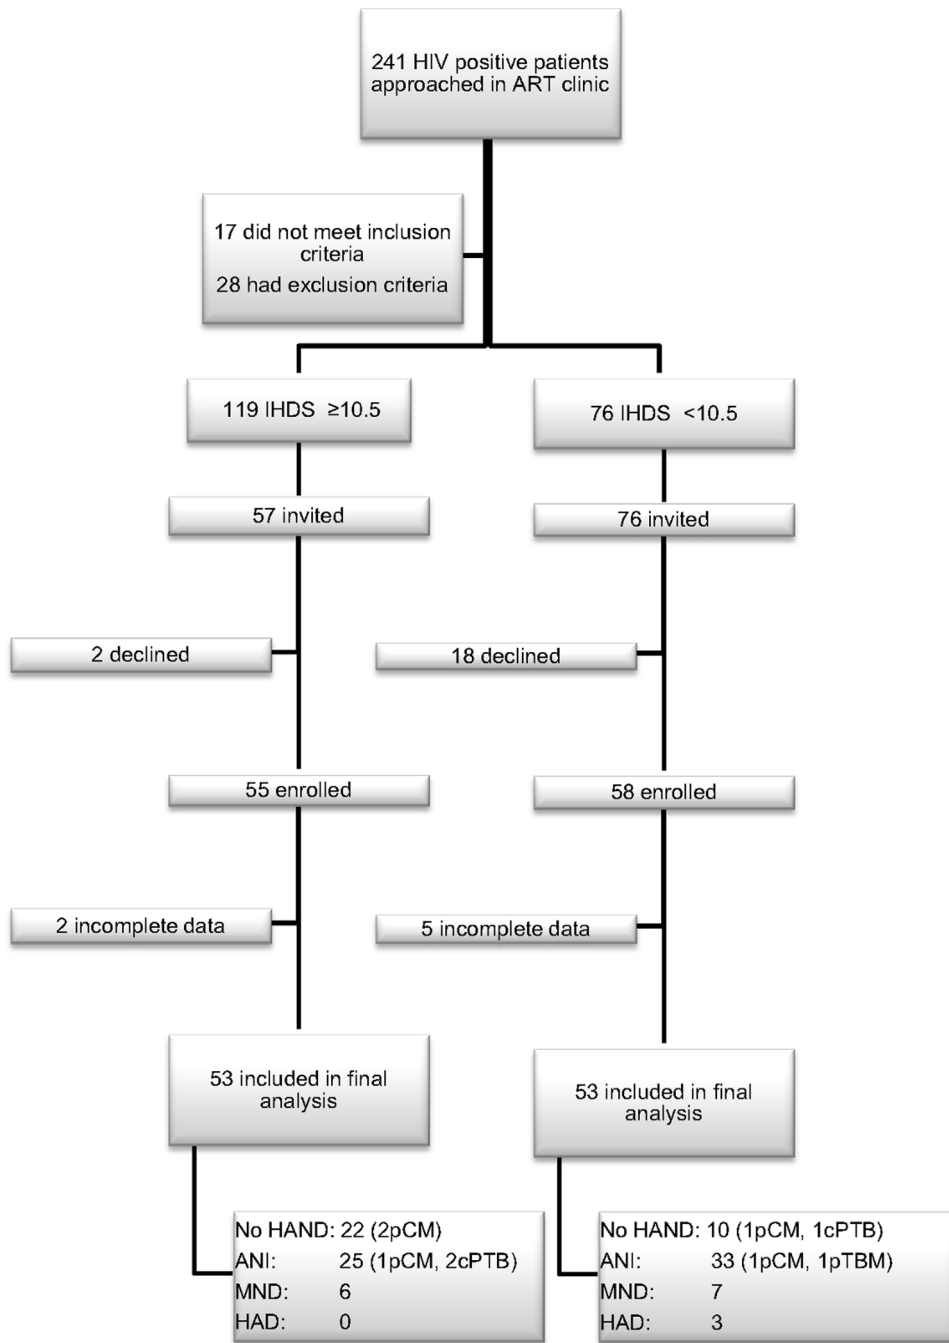 241 HIV positive patients
approached in ART clinic
17 did not meet inclusion
criteria
28 had exclusion criteria
119 IHDS ≥10.5
76 IHDS <10.5
57 invited
76 invited
2 declined
18 declined
55 enrolled
58 enrolled
2 incomplete data
5 incomplete data
53 included in final
analysis
53 included in final
analysis
No HAND: 22 (2pCM)
ANI: 25 (1pCM, 2cPTB)
MND: 6
HAD: 0
No HAND: 10 (1pCM, 1cPTB)
ANI: 33 (1pCM, 1pTBM)
MND: 7
HAD: 3